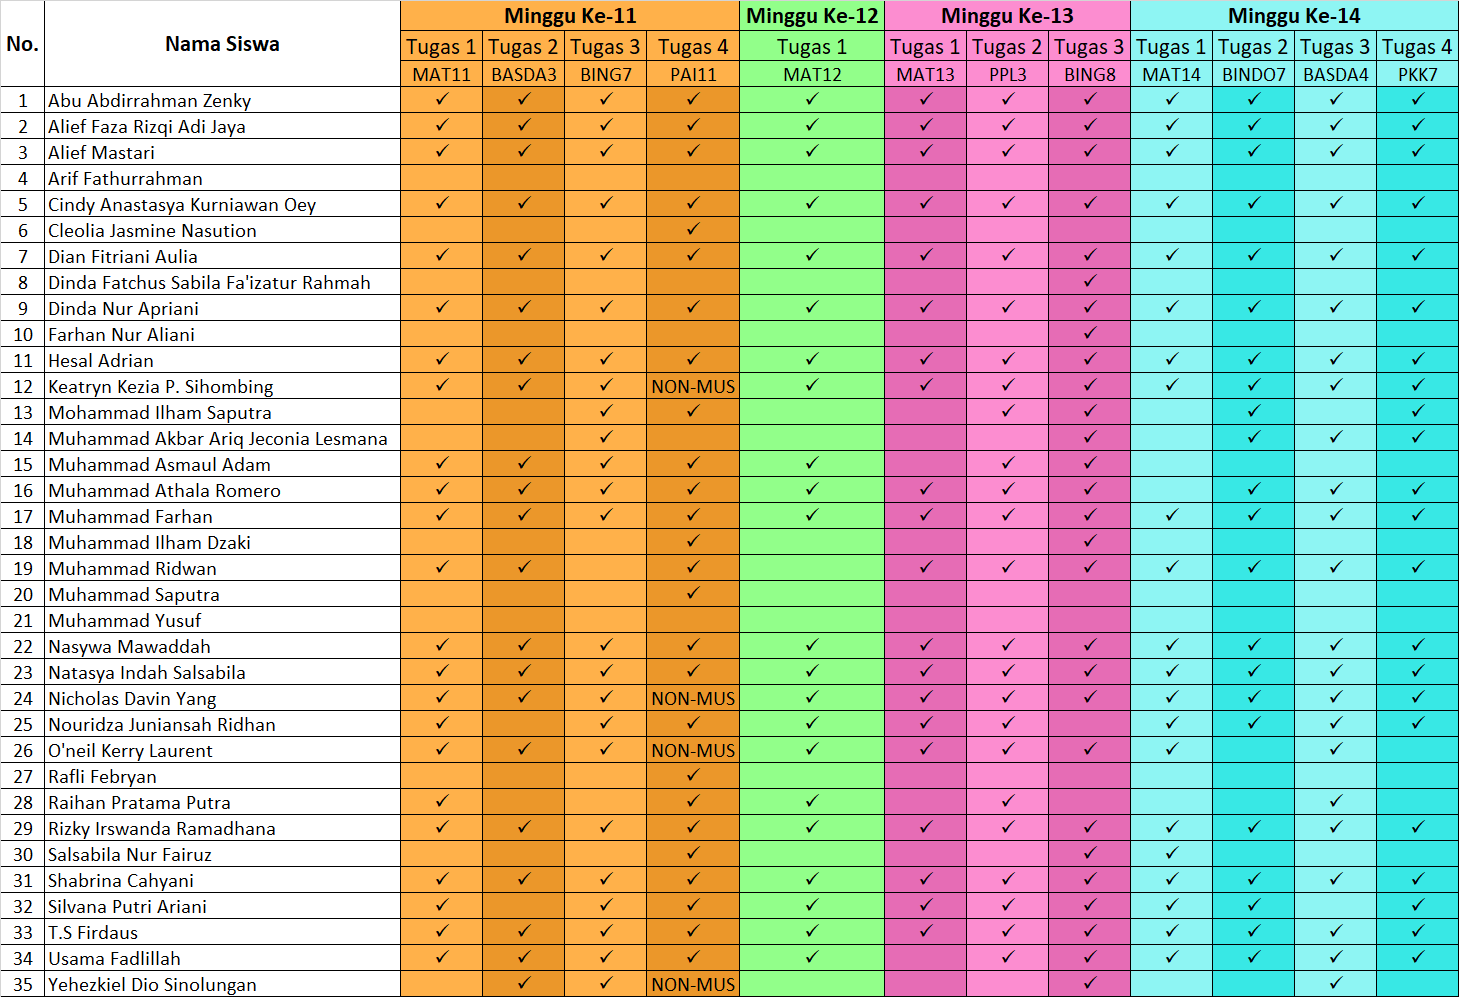 No. Nama Siswa Minggu Ke-11 Minggu Ke-12 Minggu Ke-13 Minggu Ke-14
Tugas 1 Tugas 2 Tugas 3 Tugas 4 Tugas 1 Tugas 1 Tugas 2 Tugas 3 Tugas 1 Tugas 2 Tugas 3 Tugas 4
MAT11 BASDA3 BING7 PAI11 MAT12 MAT13 PPL3 BING8 MAT14 BINDO7 BASDA4 PKK7
1 Abu Abdirrahman Zenky
2 Alief Faza Rizqi Adi Jaya
3 Alief Mastari
4 Arif Fathurrahman
5 Cindy Anastasya Kurniawan Oey
6 Cleolia Jasmine Nasution
7 Dian Fitriani Aulia
8 Dinda Fatchus Sabila Fa'izatur Rahmah
9 Dinda Nur Apriani
10 Farhan Nur Aliani
11 Hesal Adrian
12 Keatryn Kezia P. Sihombing NON-MUS
13 Mohammad Ilham Saputra
14 Muhammad Akbar Ariq Jeconia Lesmana
15 Muhammad Asmaul Adam
16 Muhammad Athala Romero
17 Muhammad Farhan
18 Muhammad Ilham Dzaki
19 Muhammad Ridwan
20 Muhammad Saputra
21 Muhammad Yusuf
22 Nasywa Mawaddah
23 Natasya Indah Salsabila
24 Nicholas Davin Yang NON-MUS
25 Nouridza Juniansah Ridhan
26 O'neil Kerry Laurent NON-MUS
27 Rafli Febryan
28 Raihan Pratama Putra
29 Rizky Irswanda Ramadhana
30 Salsabila Nur Fairuz
31 Shabrina Cahyani
32 Silvana Putri Ariani
33 T.S Firdaus
34 Usama Fadlillah
35 Yehezkiel Dio Sinolungan NON-MUS